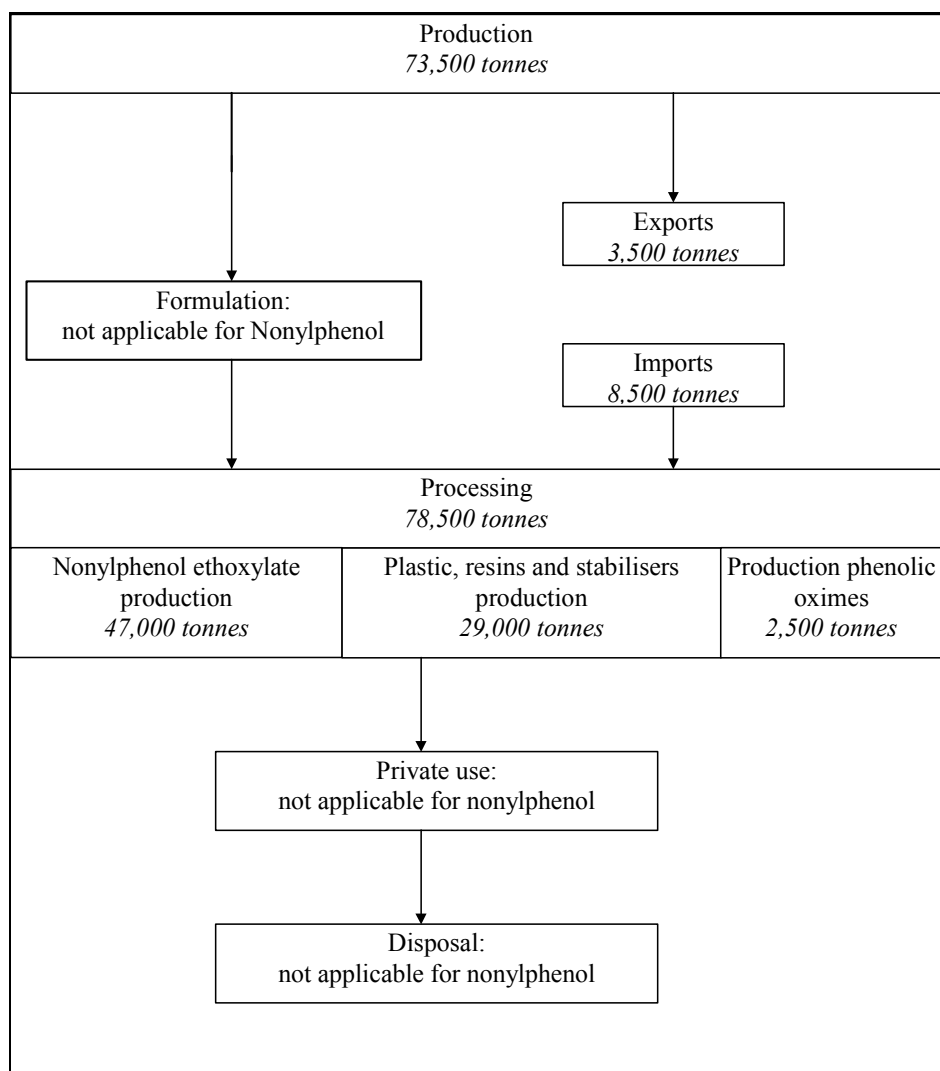 Production
73,500 tonnes
Exports
3,500 tonnes
Formulation:
not applicable for Nonylphenol
Imports
8,500 tonnes
Processing
78,500 tonnes
Nonylphenol ethoxylate
production
47,000 tonnes
Plastic, resins and stabilisers
production
29,000 tonnes
Production phenolic
oximes
2,500 tonnes
Private use:
not applicable for nonylphenol
Disposal:
not applicable for nonylphenol